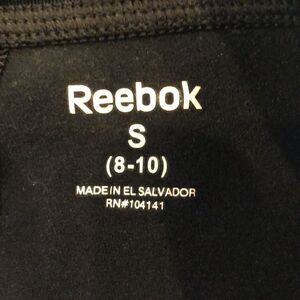 Reebok
S
(8-10)
MADE IN EL SALVADOR
RN#104141